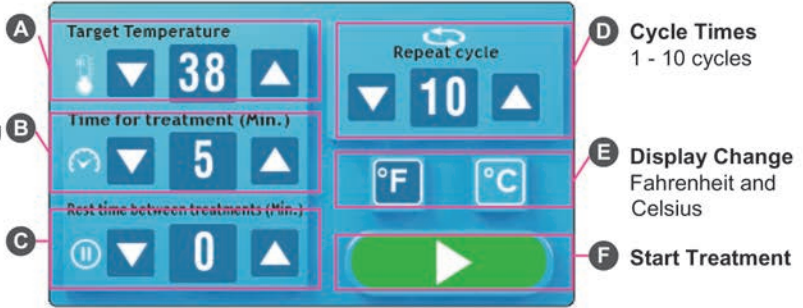 A
Target Temperature
38
B
Time for treatment (Min.)
5
C
Rest time between treatments (Min.)
0
Repeat cycle
10
D Cycle Times
1 - 10 cycles
°F °C
E Display Change
Fahrenheit and
Celsius
F Start Treatment